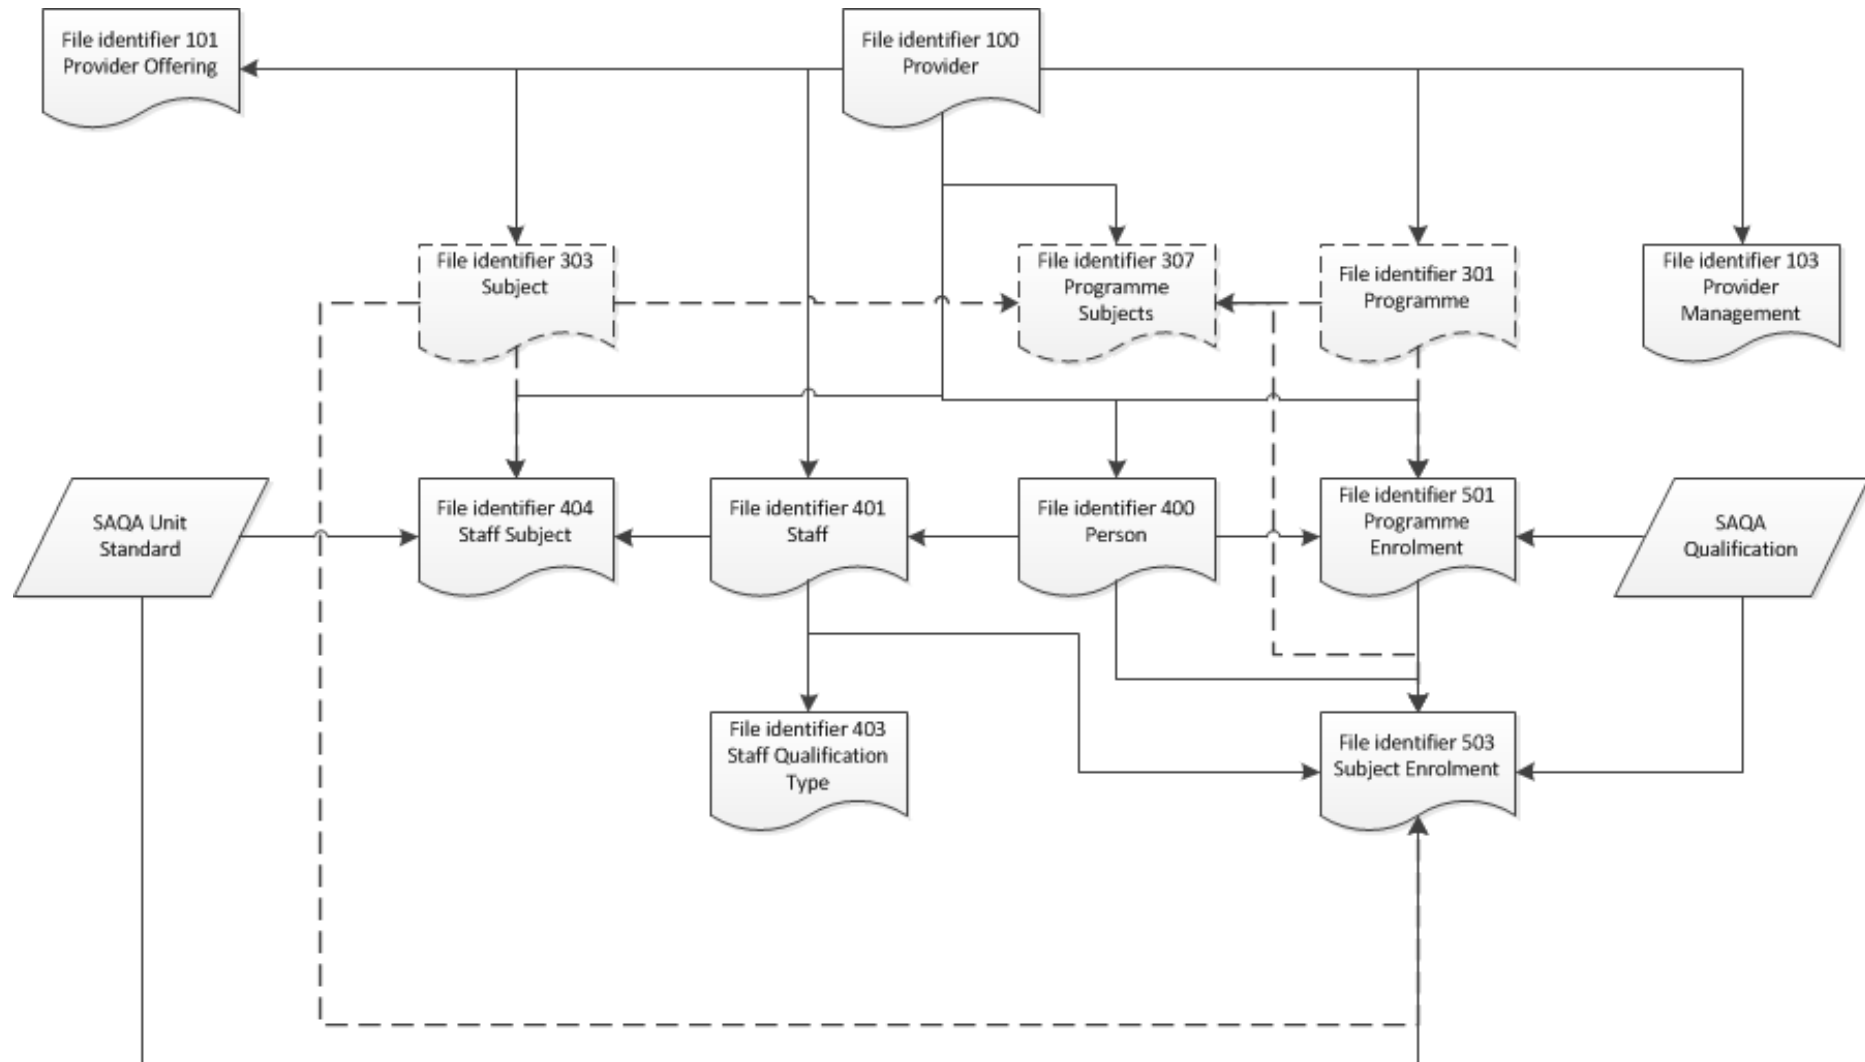 File identifier 101
Provider Offering
File identifier 100
Provider
File identifier 303
Subject
File identifier 307
Programme
Subjects
File identifier 301
Programme
File identifier 103
Provider
Management
SAQA Unit
Standard
File identifier 404
Staff Subject
File identifier 401
Staff
File identifier 400
Person
File identifier 501
Programme
Enrolment
SAQA
Qualification
File identifier 403
Staff Qualification
Type
File identifier 503
Subject Enrolment